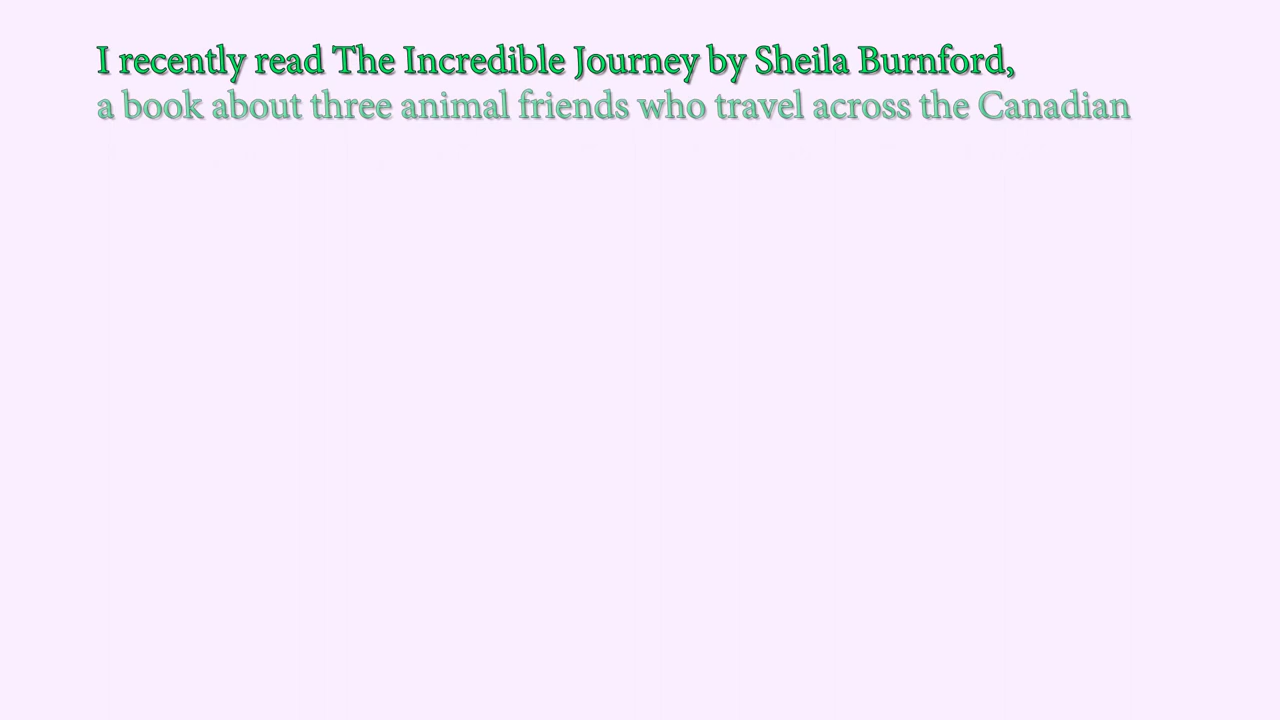 I recently read The Incredible Journey by Sheila Burnford,
a book about three animal friends who travel across the Canadian